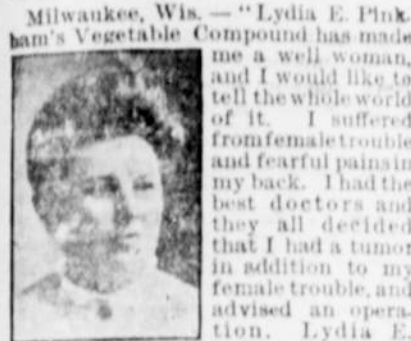 Milwaukee, Wis. — "Lydia E. Pink-
ham's Vegetable Compound has made
me a well woman,
and I would like to
tell the whole world
of it. I suffered
from female trouble
and fearful pains in
my back. I had the
best doctors and
they all decided
that I had a tumor
in addition to my
female trouble, and
advised an opera-
tion. Lydia E.